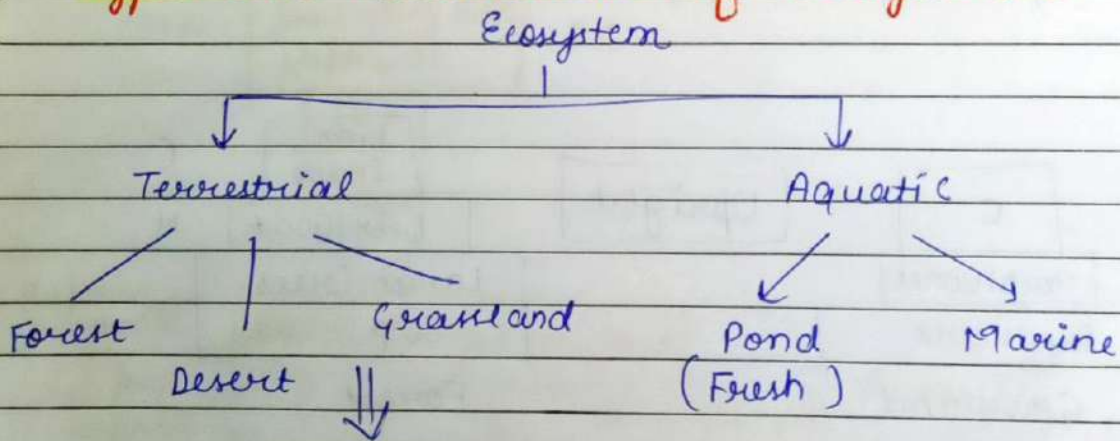 Ecosystem
Terrestrial Aquatic
Forest Grassland Pond Marine
Desert (Fresh)